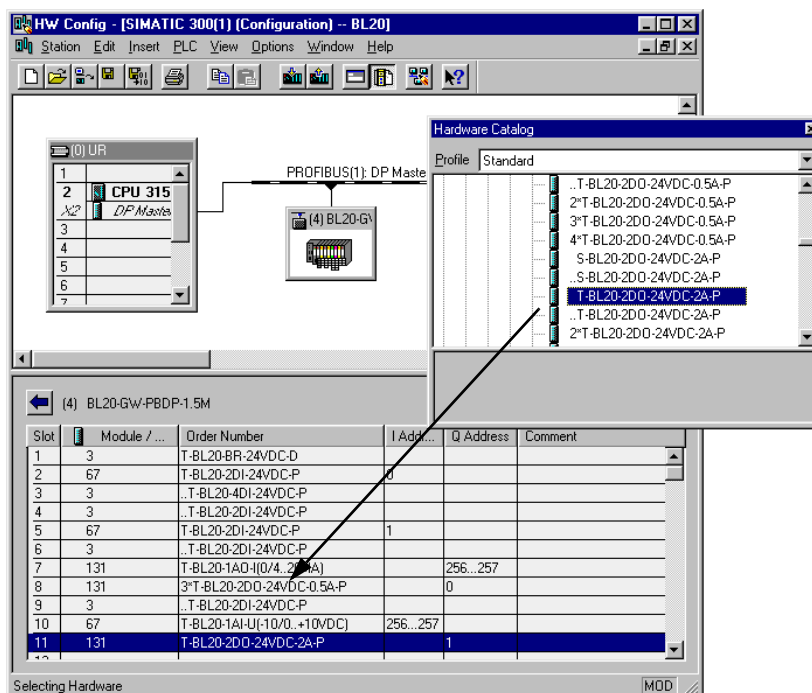 HW Config - [SIMATIC 300(1) (Configuration) -- BL20]
Station Edit Insert PLC View Options Window Help
Hardware Catalog
Profile Standard
(0) UR
1
2 CPU 315
X2 DP Maste
3
4
5
6
7
PROFIBUS(1): DP Maste
(4) BL20-GW
..T-BL20-2DO-24VDC-0.5A-P
2*T-BL20-2DO-24VDC-0.5A-P
3*T-BL20-2DO-24VDC-0.5A-P
4*T-BL20-2DO-24VDC-0.5A-P
S-BL20-2DO-24VDC-2A-P
..S-BL20-2DO-24VDC-2A-P
T-BL20-2DO-24VDC-2A-P
..T-BL20-2DO-24VDC-2A-P
2*T-BL20-2DO-24VDC-2A-P
(4) BL20-GW-PBDP-1.5M
Slot Module / ... Order Number I Addr... Q Address Comment
1 3 T-BL20-BR-24VDC-D
2 67 T-BL20-2DI-24VDC-P 0
3 3 ..T-BL20-4DI-24VDC-P
4 3 ..T-BL20-2DI-24VDC-P
5 67 T-BL20-2DI-24VDC-P 1
6 3 ..T-BL20-2DI-24VDC-P
7 131 T-BL20-1AO-I(0/4..20mA) 256...257
8 131 3*T-BL20-2DO-24VDC-0.5A-P 0
9 3 ..T-BL20-2DI-24VDC-P
10 67 T-BL20-1AI-U(-10/0..+10VDC) 256...257
11 131 T-BL20-2DO-24VDC-2A-P 1
12
Selecting Hardware MOD